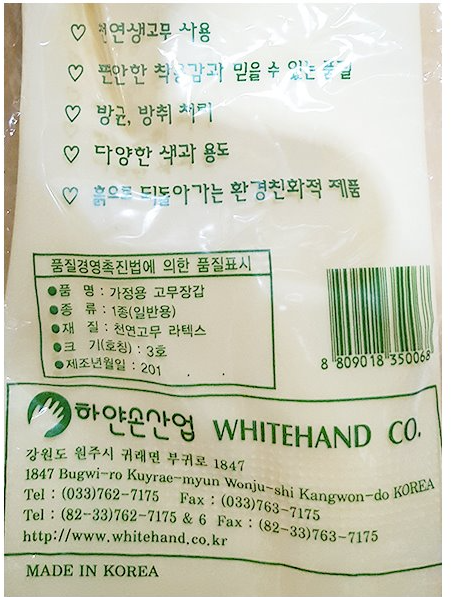 ♡ 천연생고무 사용
♡ 편안한 착용감과 믿을 수 있는 품질
♡ 방균, 방취 처리
♡ 다양한 색과 용도
♡ 흙으로 되돌아가는 환경친화적 제품
품질경영촉진법에 의한 품질표시
●품 명 : 가정용 고무장갑
●종 류 : 1종(일반용)
●재 질 : 천연고무 라텍스
●크 기(호칭) : 3호
●제조년월일 : 201
8 809018 350068
하얀손산업 WHITEHAND CO.
강원도 원주시 귀래면 부귀로 1847
1847 Bugwi-ro Kuyrae-myun Wonju-shi Kangwon-do KOREA
Tel : (033)762-7175 Fax : (033)763-7175
Tel : (82-33)762-7175 & 6 Fax : (82-33)763-7175
http://www.whitehand.co.kr
MADE IN KOREA